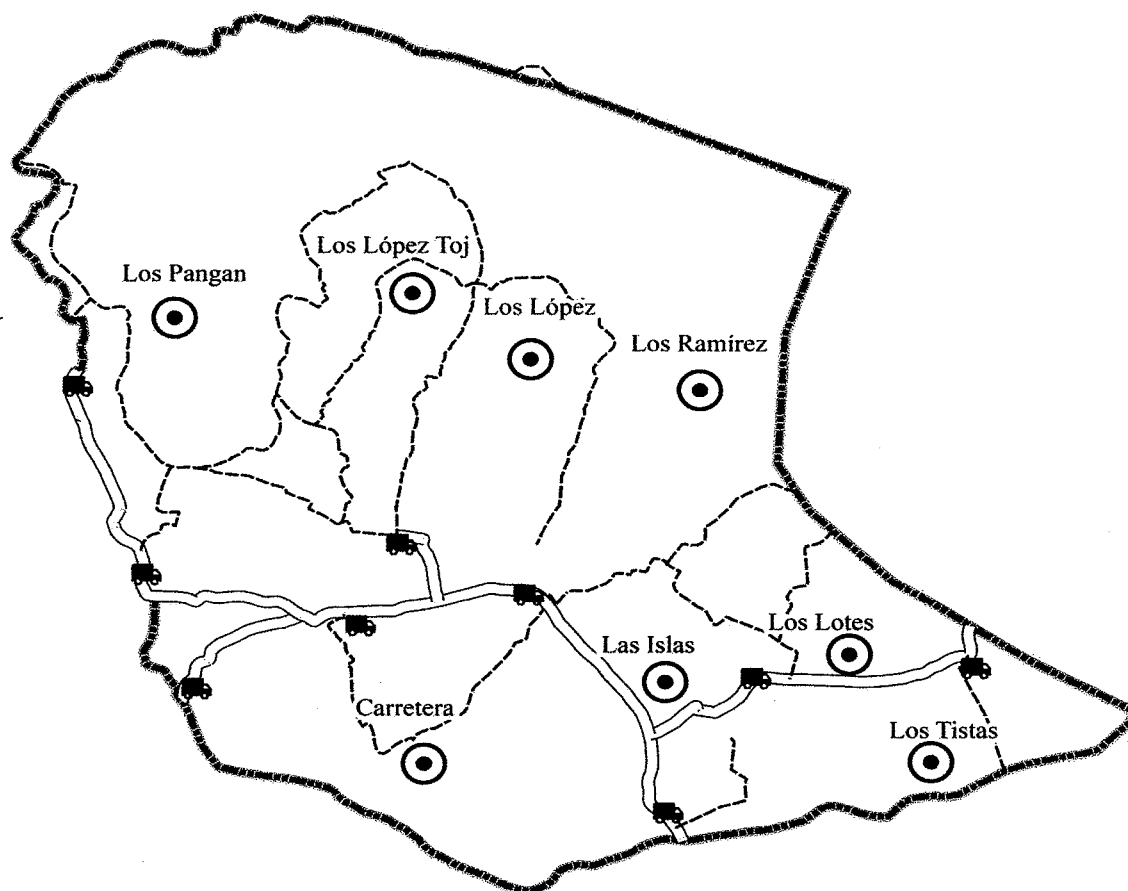 Los López Toj
Los Pangan
Los López
Los Ramírez
Los Lotes
Las Islas
Carretera
Los Tistas